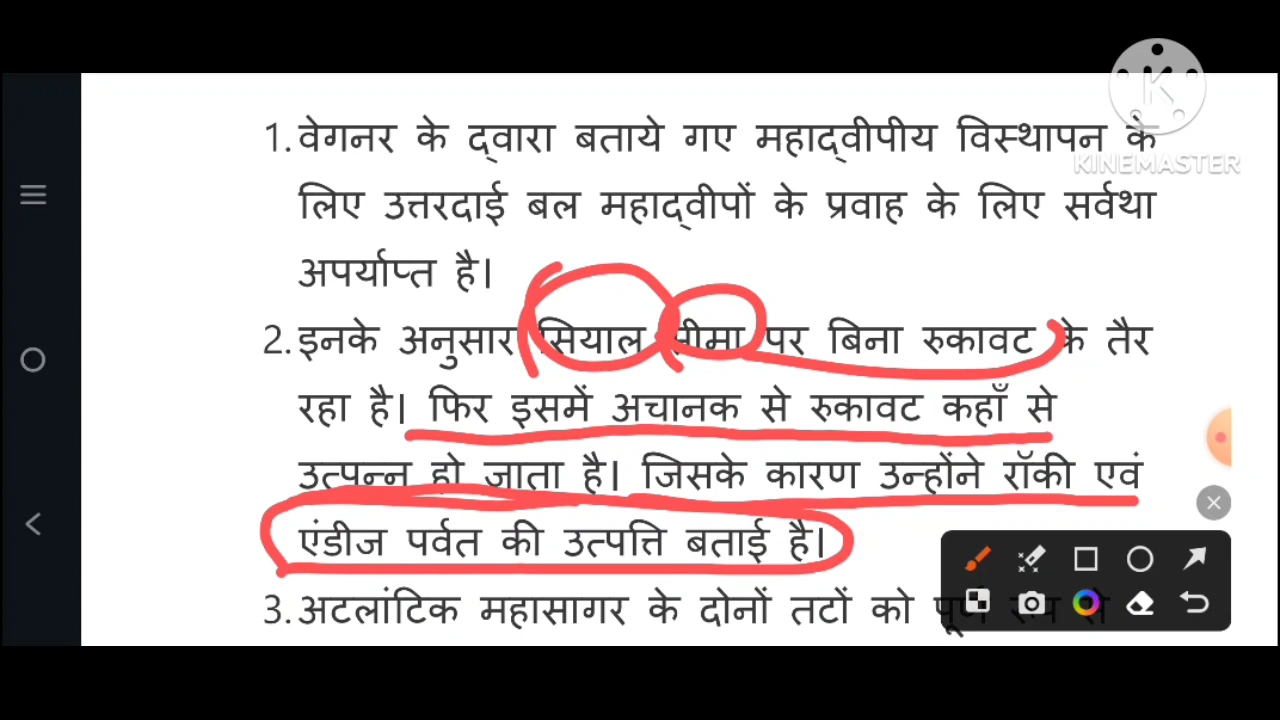 KINEMASTER
1. वेगनर के द्वारा बताये गए महाद्वीपीय विस्थापन के
लिए उत्तरदाई बल महाद्वीपों के प्रवाह के लिए सर्वथा
अपर्याप्त है।
2. इनके अनुसार सियाल सीमा पर बिना रुकावट के तैर
रहा है। फिर इसमें अचानक से रुकावट कहाँ से
उत्पन्न हो जाता है। जिसके कारण उन्होंने रॉकी एवं
एंडीज पर्वत की उत्पत्ति बताई है।
3. अटलांटिक महासागर के दोनों तटों को पूर्ण रूप से